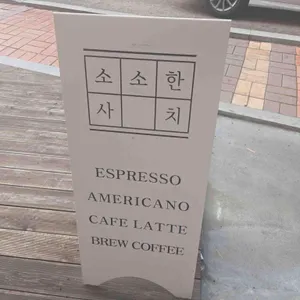 소소한
사 치
ESPRESSO
AMERICANO
CAFE LATTE
BREW COFFEE